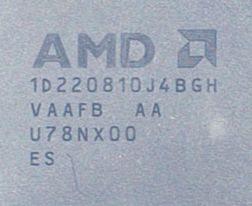 AMD
1D220810J4BGH
VAAFB AA
U78NX00
ES